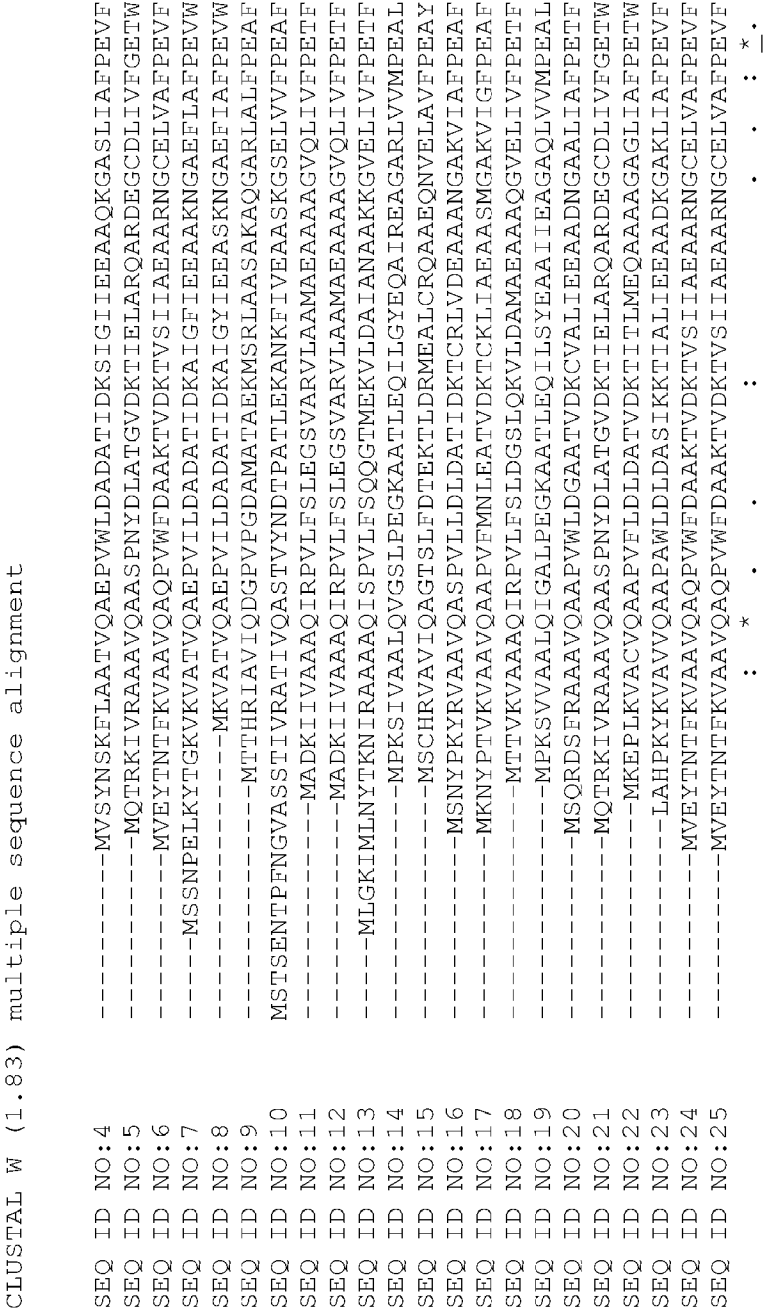 CLUSTAL W (1.83) multiple sequence alignment
SEQ ID NO:4 ----------MVSYNSKFLAATVQAEPVWLDADATIDKSIGIIEEAAQKGASLIAFPEVF
SEQ ID NO:5 -----------MQTRKIVRAAAVQAASPNYDLATGVDKTIELARQARDEGCDLIVFGETW
SEQ ID NO:6 ----------MVEYTNTFKVAAVQAQPVWFDAAKTVDKTVSIIAEAARNGCELVAFPEVF
SEQ ID NO:7 -----MSSNPELKYTGKVKVATVQAEPVILDADATIDKAIGFIEEAAKNGAEFLAFPEVW
SEQ ID NO:8 -----------------MKVATVQAEPVILDADATIDKAIGYIEEASKNGAEFIAFPEVW
SEQ ID NO:9 --------------MTTHRIAVIQDGPVPGDAMATAEKMSRLAASAKAQGARLALFPEAF
SEQ ID NO:10 MSTSENTPFNGVASSTIVRATIVQASTVYNDTPATLEKANKFIVEAASKGSELVVFPEAF
SEQ ID NO:11 -------------MADKIIVAAAQIRPVLFSLEGSVARVLAAMAEAAAAGVQLIVFPETF
SEQ ID NO:12 -------------MADKIIVAAAQIRPVLFSLEGSVARVLAAMAEAAAAGVQLIVFPETF
SEQ ID NO:13 -----MLGKIMLNYTKNIRAAAAQISPVLFSQQGTMEKVLDAIANAAKKGVELIVFPETF
SEQ ID NO:14 --------------MPKSIVAALQVGSLPEGKAATLEQILGYEQAIREAGARLVVMPEAL
SEQ ID NO:15 --------------MSCHRVAVIQAGTSLFDTEKTLDRMEALCRQAAEQNVELAVFPEAY
SEQ ID NO:16 -----------MSNYPKYRVAAVQASPVLLDLDATIDKTCRLVDEAAANGAKVIAFPEAF
SEQ ID NO:17 -----------MKNYPTVKVAAVQAAPVFMNLEATVDKTCKLIAEAASMGAKVIGFPEAF
SEQ ID NO:18 --------------MTTVKVAAAQIRPVLFSLDGSLQKVLDAMAEAAAQGVELIVFPETF
SEQ ID NO:19 --------------MPKSVVAALQIGALPEGKAATLEQILSYEAAIIEAGAQLVVMPEAL
SEQ ID NO:20 -----------MSQRDSFRAAAVQAAPVWLDGAATVDKCVALIEEAADNGAALIAFPETF
SEQ ID NO:21 -----------MQTRKIVRAAAVQAASPNYDLATGVDKTIELARQARDEGCDLIVFGETW
SEQ ID NO:22 -------------MKEPLKVACVQAAPVFLDLDATVDKTITLMEQAAAAGAGLIAFPETW
SEQ ID NO:23 ------------LAHPKYKVAVVQAAPAWLDLDASIKKTIALIEEAADKGAKLIAFPEVF
SEQ ID NO:24 ----------MVEYTNTFKVAAVQAQPVWFDAAKTVDKTVSIIAEAARNGCELVAFPEVF
SEQ ID NO:25 ----------MVEYTNTFKVAAVQAQPVWFDAAKTVDKTVSIIAEAARNGCELVAFPEVF
: * . . : . . : *_.